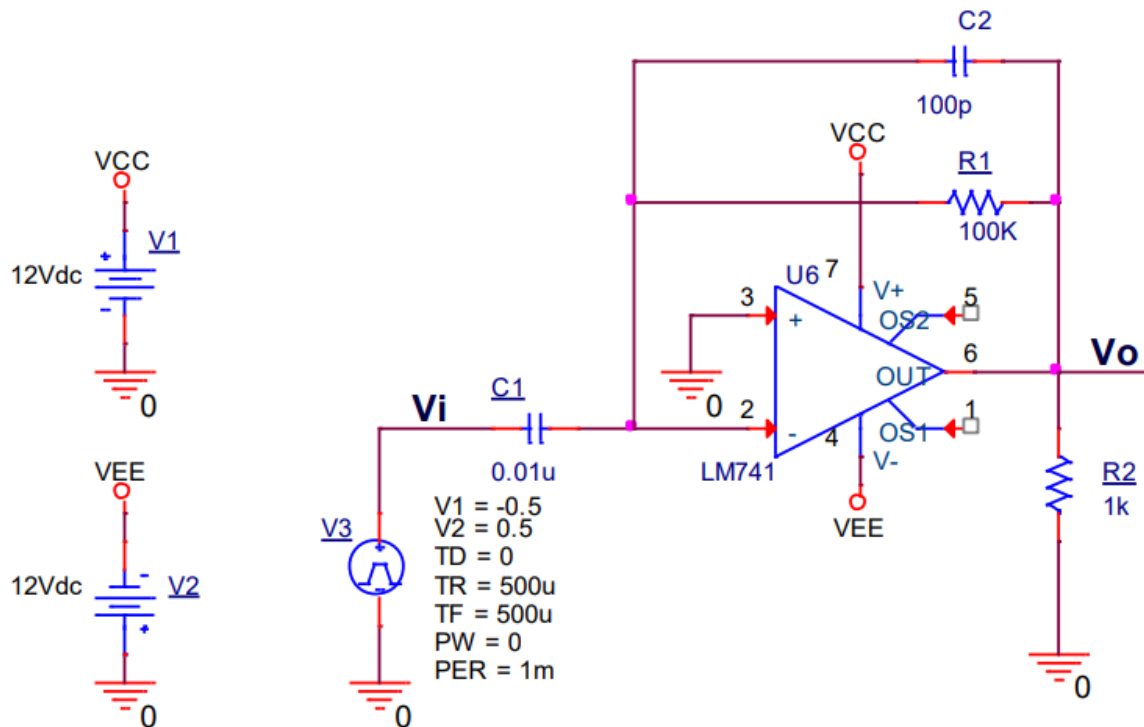 C2
100p
VCC
R1
100K
VCC
V1
12Vdc
+
-
0
U6
7
V+
5
OS2
3
+
6
Vo
OUT
0
C1
Vi
2
-
4
1
OS1
V-
0.01u
LM741
VEE
VEE
R2
1k
V3
V1 = -0.5
V2 = 0.5
TD = 0
TR = 500u
TF = 500u
PW = 0
PER = 1m
+
-
12Vdc
V2
-
+
0
0
0